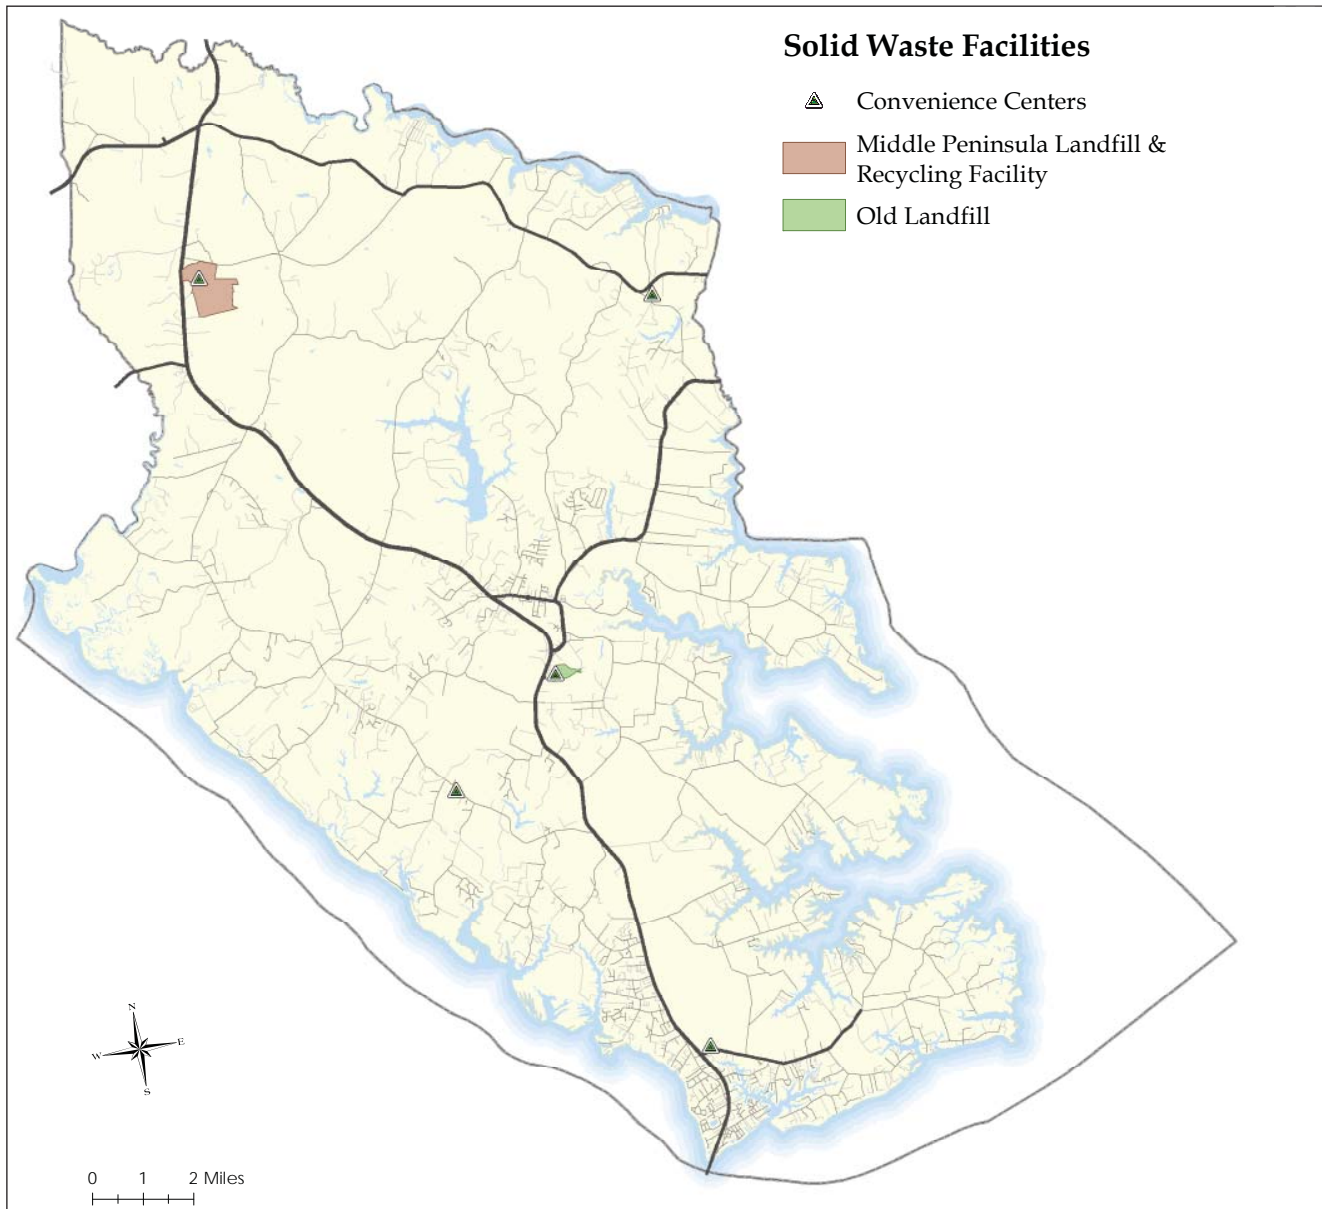 Solid Waste Facilities
Convenience Centers
Middle Peninsula Landfill &
Recycling Facility
Old Landfill
N
W E
S
0 1 2 Miles